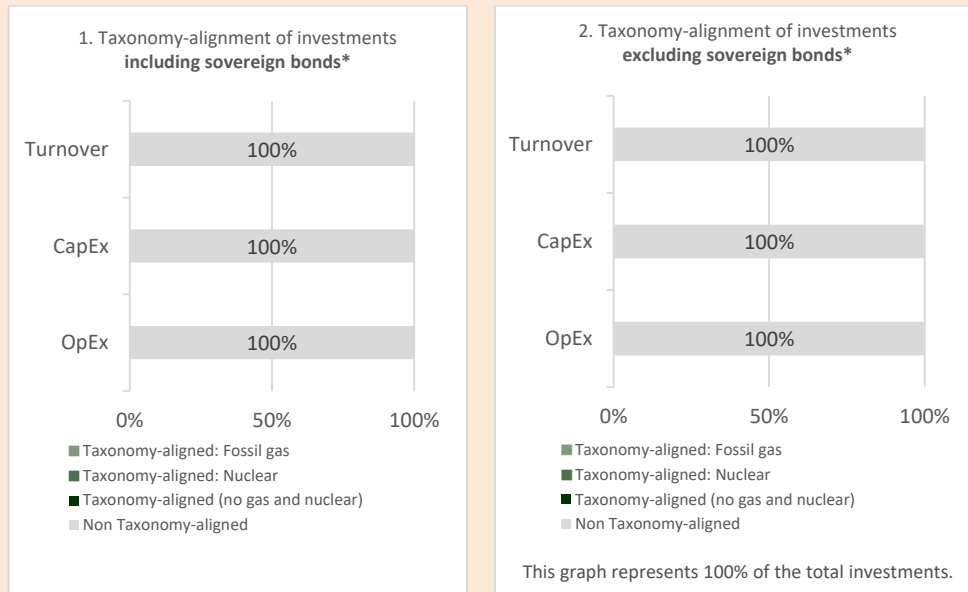 1. Taxonomy-alignment of investments
including sovereign bonds*
Turnover
100%
CapEx
100%
OpEx
100%
0%
50%
100%
Taxonomy-aligned: Fossil gas
Taxonomy-aligned: Nuclear
Taxonomy-aligned (no gas and nuclear)
Non Taxonomy-aligned
2. Taxonomy-alignment of investments
excluding sovereign bonds*
Turnover
100%
CapEx
100%
OpEx
100%
0%
50%
100%
Taxonomy-aligned: Fossil gas
Taxonomy-aligned: Nuclear
Taxonomy-aligned (no gas and nuclear)
Non Taxonomy-aligned
This graph represents 100% of the total investments.